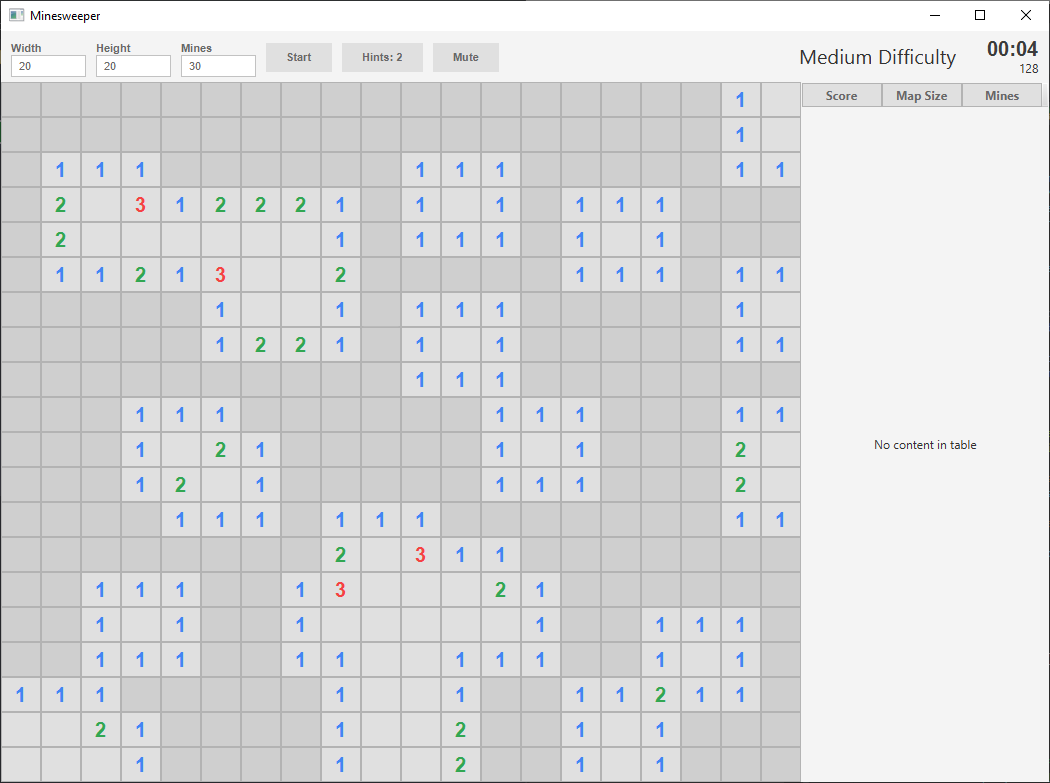 Minesweeper
Width Height Mines
20 20 30 Start Hints: 2 Mute Medium Difficulty 00:04
128
Score Map Size Mines
1
1
1 1 1 1 1 1 1 1
2 3 1 2 2 2 1 1 1 1 1 1
2 1 1 1 1 1 1
1 1 2 1 3 2 1 1 1 1 1
1 1 1 1 1 1
1 2 2 1 1 1 1 1
1 1 1
1 1 1 1 1 1 1 1
1 2 1 1 1 2
No content in table
1 2 1 1 1 1 2
1 1 1 1 1 1 1 1
2 3 1 1
1 1 1 1 3 2 1
1 1 1 1 1 1 1
1 1 1 1 1 1 1 1 1 1
1 1 1 1 1 1 1 2 1 1
2 1 1 2 1 1
1 1 2 1 1